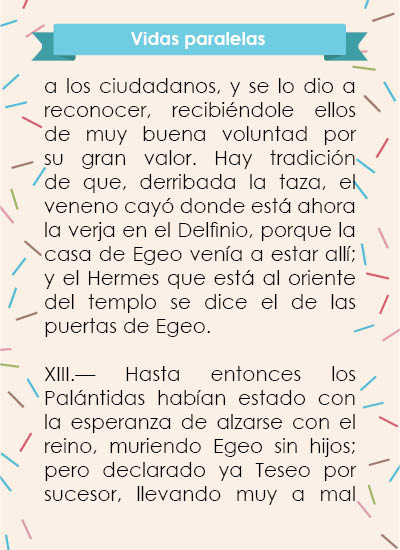 Vidas paralelas
a los ciudadanos, y se lo dio a
reconocer, recibiéndole ellos
de muy buena voluntad por
su gran valor. Hay tradición
de que, derribada la taza, el
veneno cayó donde está ahora
la verja en el Delfinio, porque la
casa de Egeo venía a estar allí;
y el Hermes que está al oriente
del templo se dice el de las
puertas de Egeo.
XIII.— Hasta entonces los
Palántidas habían estado con
la esperanza de alzarse con el
reino, muriendo Egeo sin hijos;
pero declarado ya Teseo por
sucesor, llevando muy a mal